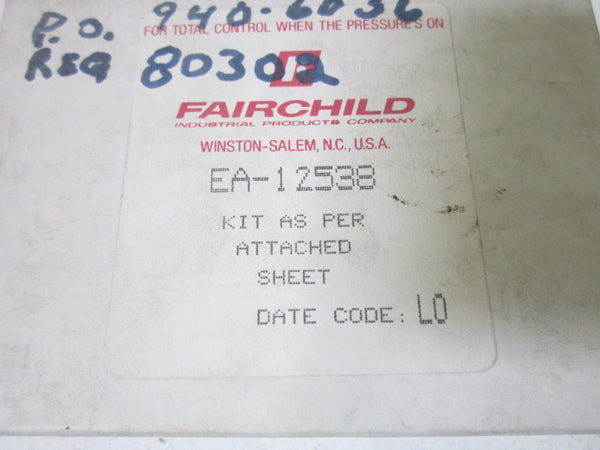 P.O. 940-6036
FOR TOTAL CONTROL WHEN THE PRESSURE'S ON
REQ 80302
FAIRCHILD
INDUSTRIAL PRODUCTS COMPANY
WINSTON-SALEM, N.C., U.S.A.
EA-12538
KIT AS PER
ATTACHED
SHEET
DATE CODE: LO